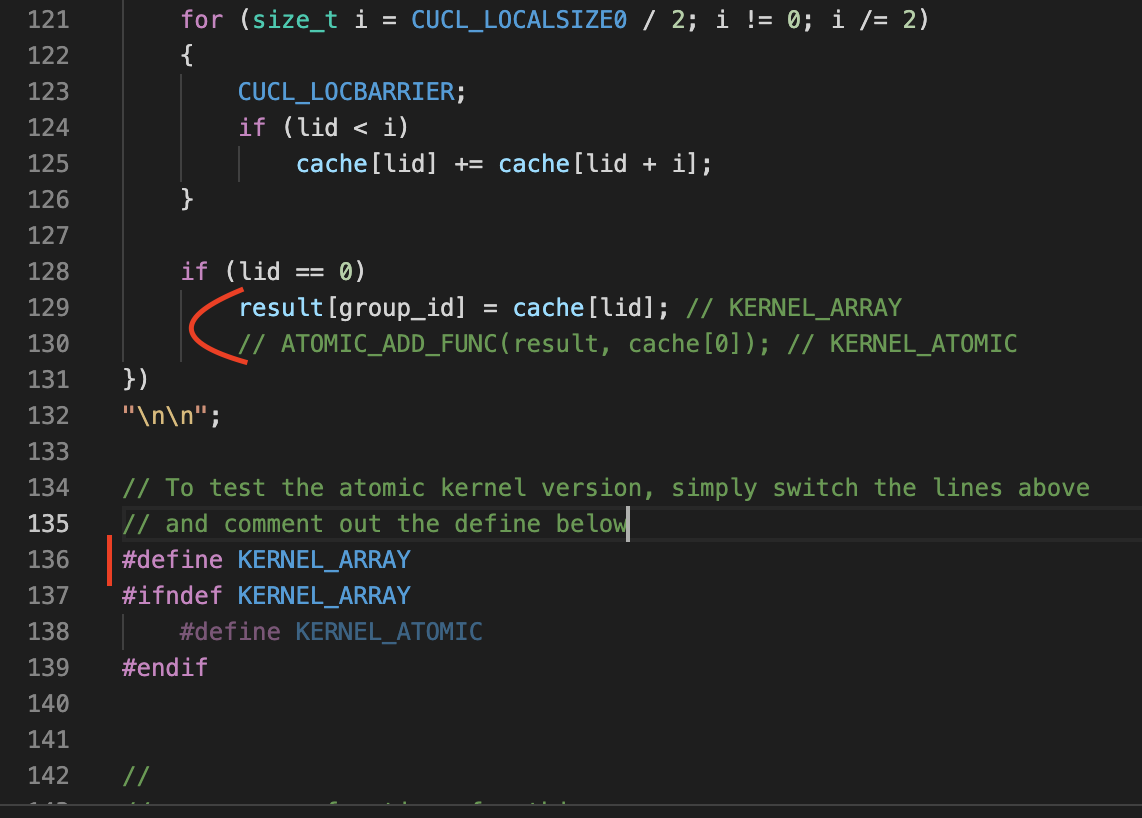 121 for (size_t i = CUCL_LOCALSIZE0 / 2; i != 0; i /= 2)
122 {
123 CUCL_LOCBARRIER;
124 if (lid < i)
125 cache[lid] += cache[lid + i];
126 }
127
128 if (lid == 0)
129 result[group_id] = cache[lid]; // KERNEL_ARRAY
130 // ATOMIC_ADD_FUNC(result, cache[0]); // KERNEL_ATOMIC
131 })
132 "\n\n";
133
134 // To test the atomic kernel version, simply switch the lines above
135 // and comment out the define below
136 #define KERNEL_ARRAY
137 #ifndef KERNEL_ARRAY
138 #define KERNEL_ATOMIC
139 #endif
140
141
142 //